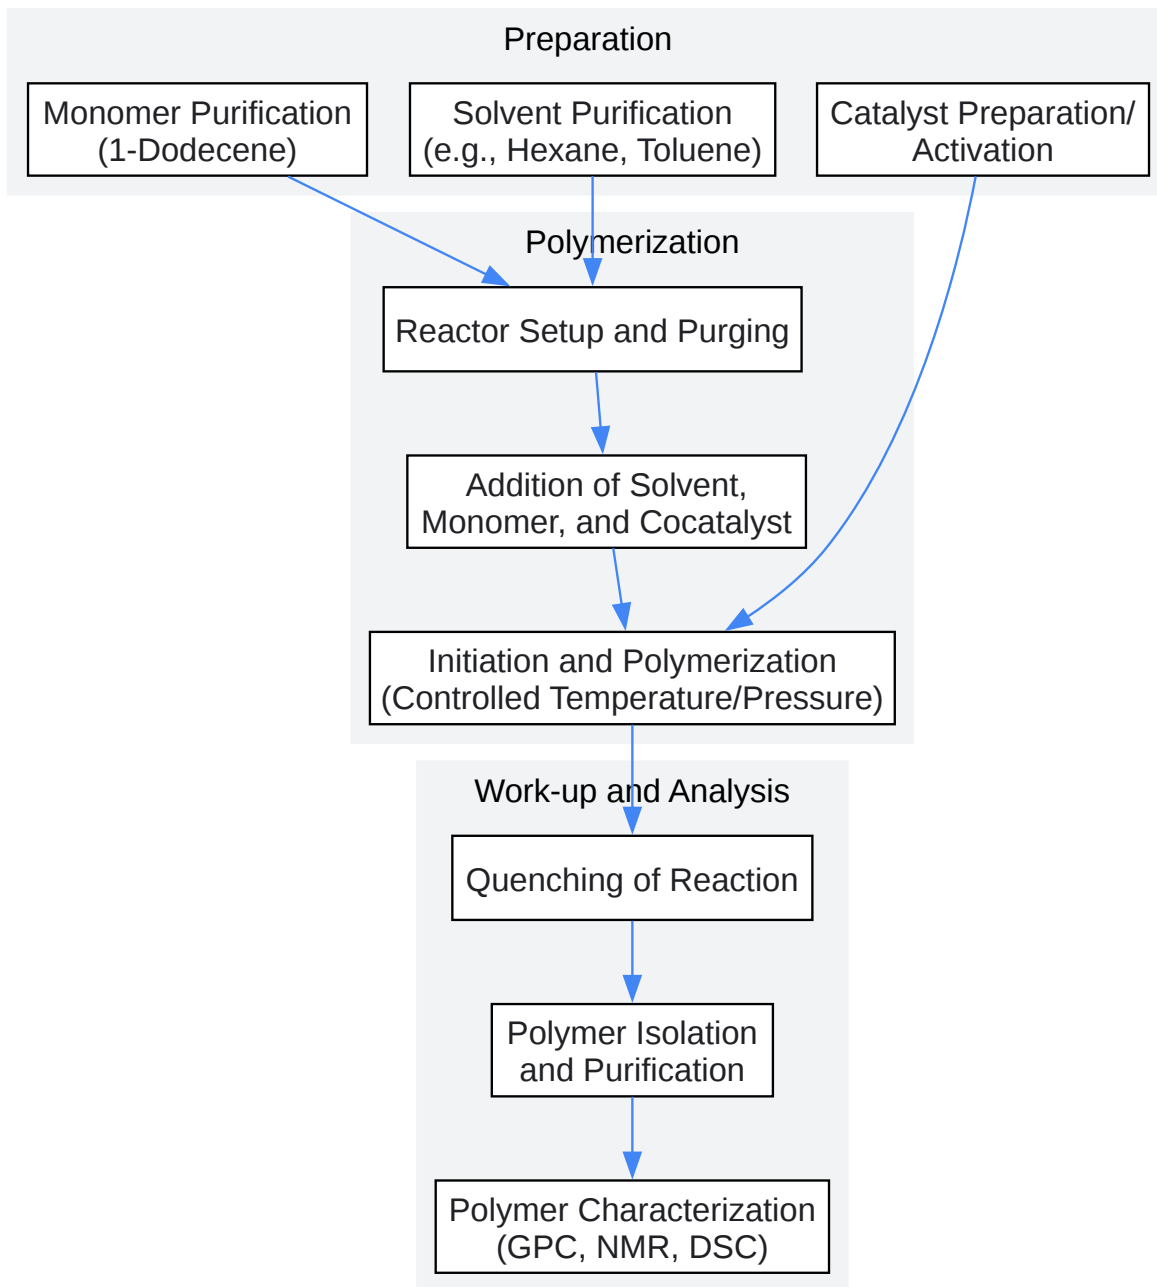 Preparation
Monomer Purification
(1-Dodecene)
Solvent Purification
(e.g., Hexane, Toluene)
Catalyst Preparation/
Activation
Polymerization
Reactor Setup and Purging
Addition of Solvent,
Monomer, and Cocatalyst
Initiation and Polymerization
(Controlled Temperature/Pressure)
Work-up and Analysis
Quenching of Reaction
Polymer Isolation
and Purification
Polymer Characterization
(GPC, NMR, DSC)